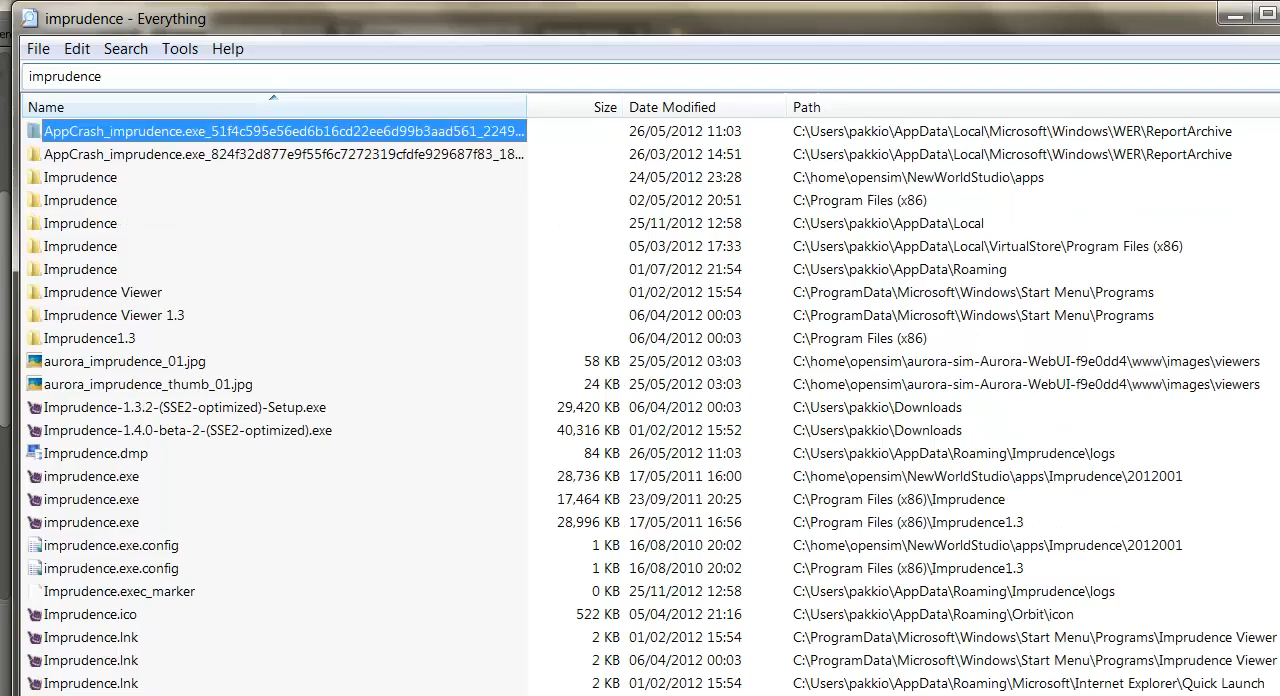 imprudence - Everything
File Edit Search Tools Help
imprudence
Name Size Date Modified Path
AppCrash_imprudence.exe_51f4c595e56ed6b16cd22ee6d99b3aad561_2249... 26/05/2012 11:03 C:\Users\pakkio\AppData\Local\Microsoft\Windows\WER\ReportArchive
AppCrash_imprudence.exe_824f32d877e9f55f6c7272319cfdfe929687f83_18... 26/03/2012 14:51 C:\Users\pakkio\AppData\Local\Microsoft\Windows\WER\ReportArchive
Imprudence 24/05/2012 23:28 C:\home\opensim\NewWorldStudio\apps
Imprudence 02/05/2012 20:51 C:\Program Files (x86)
Imprudence 25/11/2012 12:58 C:\Users\pakkio\AppData\Local
Imprudence 05/03/2012 17:33 C:\Users\pakkio\AppData\Local\VirtualStore\Program Files (x86)
Imprudence 01/07/2012 21:54 C:\Users\pakkio\AppData\Roaming
Imprudence Viewer 01/02/2012 15:54 C:\ProgramData\Microsoft\Windows\Start Menu\Programs
Imprudence Viewer 1.3 06/04/2012 00:03 C:\ProgramData\Microsoft\Windows\Start Menu\Programs
Imprudence1.3 06/04/2012 00:03 C:\Program Files (x86)
aurora_imprudence_01.jpg 58 KB 25/05/2012 03:03 C:\home\opensim\aurora-sim-Aurora-WebUI-f9e0dd4\www\images\viewers
aurora_imprudence_thumb_01.jpg 24 KB 25/05/2012 03:03 C:\home\opensim\aurora-sim-Aurora-WebUI-f9e0dd4\www\images\viewers
Imprudence-1.3.2-(SSE2-optimized)-Setup.exe 29,420 KB 06/04/2012 00:03 C:\Users\pakkio\Downloads
Imprudence-1.4.0-beta-2-(SSE2-optimized).exe 40,316 KB 01/02/2012 15:52 C:\Users\pakkio\Downloads
Imprudence.dmp 84 KB 26/05/2012 11:03 C:\Users\pakkio\AppData\Roaming\Imprudence\logs
imprudence.exe 28,736 KB 17/05/2011 16:00 C:\home\opensim\NewWorldStudio\apps\Imprudence\2012001
imprudence.exe 17,464 KB 23/09/2011 20:25 C:\Program Files (x86)\Imprudence
imprudence.exe 28,996 KB 17/05/2011 16:56 C:\Program Files (x86)\Imprudence1.3
imprudence.exe.config 1 KB 16/08/2010 20:02 C:\home\opensim\NewWorldStudio\apps\Imprudence\2012001
imprudence.exe.config 1 KB 16/08/2010 20:02 C:\Program Files (x86)\Imprudence1.3
Imprudence.exec_marker 0 KB 25/11/2012 12:58 C:\Users\pakkio\AppData\Roaming\Imprudence\logs
Imprudence.ico 522 KB 05/04/2012 21:16 C:\Users\pakkio\AppData\Roaming\Orbit\icon
Imprudence.lnk 2 KB 01/02/2012 15:54 C:\ProgramData\Microsoft\Windows\Start Menu\Programs\Imprudence Viewer
Imprudence.lnk 2 KB 06/04/2012 00:03 C:\ProgramData\Microsoft\Windows\Start Menu\Programs\Imprudence Viewer
Imprudence.lnk 2 KB 01/02/2012 15:54 C:\Users\pakkio\AppData\Roaming\Microsoft\Internet Explorer\Quick Launch